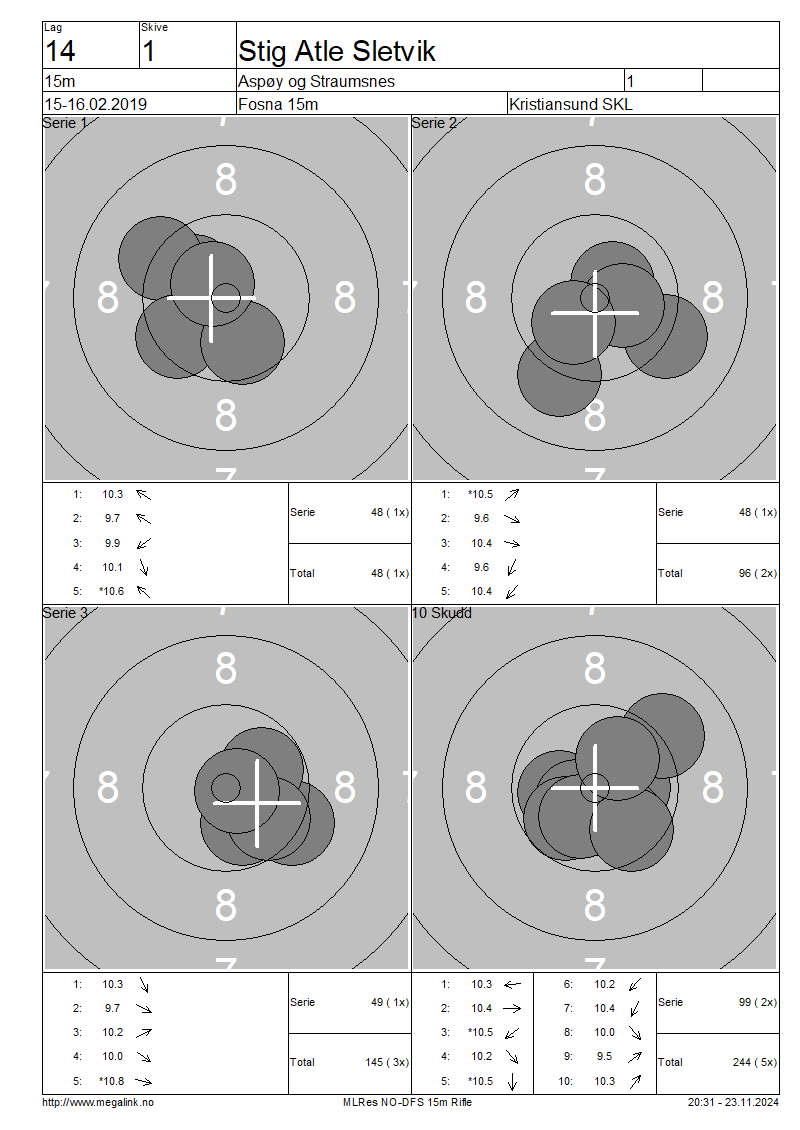 Lag
Skive
14
1
Stig Atle Sletvik
15m
Aspøy og Straumsnes
1
15-16.02.2019
Fosna 15m
Kristiansund SKL
Serie 1
8
8
8
8
7
1: 10.3
2: 9.7
3: 9.9
4: 10.1
5: *10.6
Serie 48 ( 1x)
Total 48 ( 1x)
Serie 2
8
8
8
8
7
1: *10.5
2: 9.6
3: 10.4
4: 9.6
5: 10.4
Serie 48 ( 1x)
Total 96 ( 2x)
Serie 3
8
8
8
8
7
1: 10.3
2: 9.7
3: 10.2
4: 10.0
5: *10.8
Serie 49 ( 1x)
Total 145 ( 3x)
10 Skudd
8
8
8
8
7
1: 10.3
2: 10.4
3: *10.5
4: 10.2
5: *10.5
6: 10.2
7: 10.4
8: 10.0
9: 9.5
10: 10.3
Serie 99 ( 2x)
Total 244 ( 5x)
http://www.megalink.no
MLRes NO-DFS 15m Rifle
20:31 - 23.11.2024